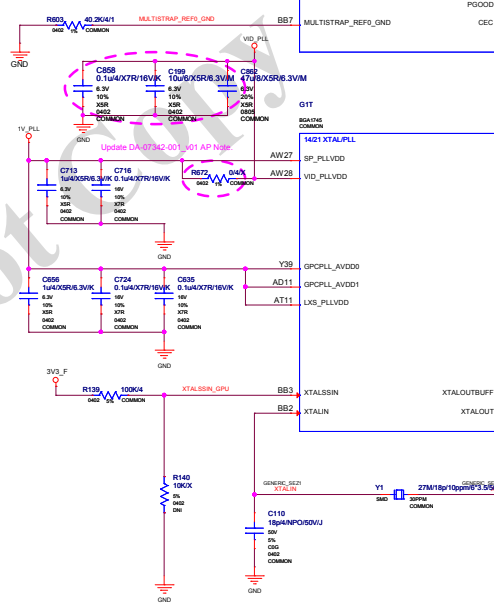 PGOOD
R603
40.2K/4/1
MULTISTRAP_REF0_GND
BB7
MULTISTRAP_REF0_GND
CEC
0402
1%
COMMON
GND
VID_PLL
C858
0.1u/4/X7R/16V/K
6.3V
10%
X5R
0402
COMMON
C199
10u/6/X5R/6.3V/M
6.3V
10%
X5R
0402
COMMON
C862
47u/8/X5R/6.3V/M
6.3V
20%
X5R
0805
COMMON
GND
G1T
BGA1745
COMMON
14/21 XTAL/PLL
1V_PLL
Update DA-07342-001_v01 AP Note.
AW27
SP_PLLVDD
R672
0/4/X
0402
1%
COMMON
AW28
VID_PLLVDD
C713
1u/4/X5R/6.3V/K
6.3V
10%
X5R
0402
COMMON
C716
0.1u/4/X7R/16V/K
16V
10%
X7R
0402
COMMON
GND
Y39
GPCPLL_AVDD0
AD11
GPCPLL_AVDD1
AT11
LXS_PLLVDD
C656
1u/4/X5R/6.3V/K
6.3V
10%
X5R
0402
COMMON
C724
0.1u/4/X7R/16V/K
16V
10%
X7R
0402
COMMON
C635
0.1u/4/X7R/16V/K
16V
10%
X7R
0402
COMMON
GND
3V3_F
R139
100K/4
0402
5%
COMMON
XTALSSIN_GPU
BB3
XTALSSIN
XTALOUTBUFF
BB2
XTALIN
XTALOUT
R140
10K/X
5%
0402
DNI
GND
GENERIC_SEZ1
XTALIN
Y1
27M/18p/10ppm/6*3.5/5
SMD
30PPM
COMMON
C110
18p/4/NPO/50V/J
50V
5%
C0G
0402
COMMON
GND
ot Copy